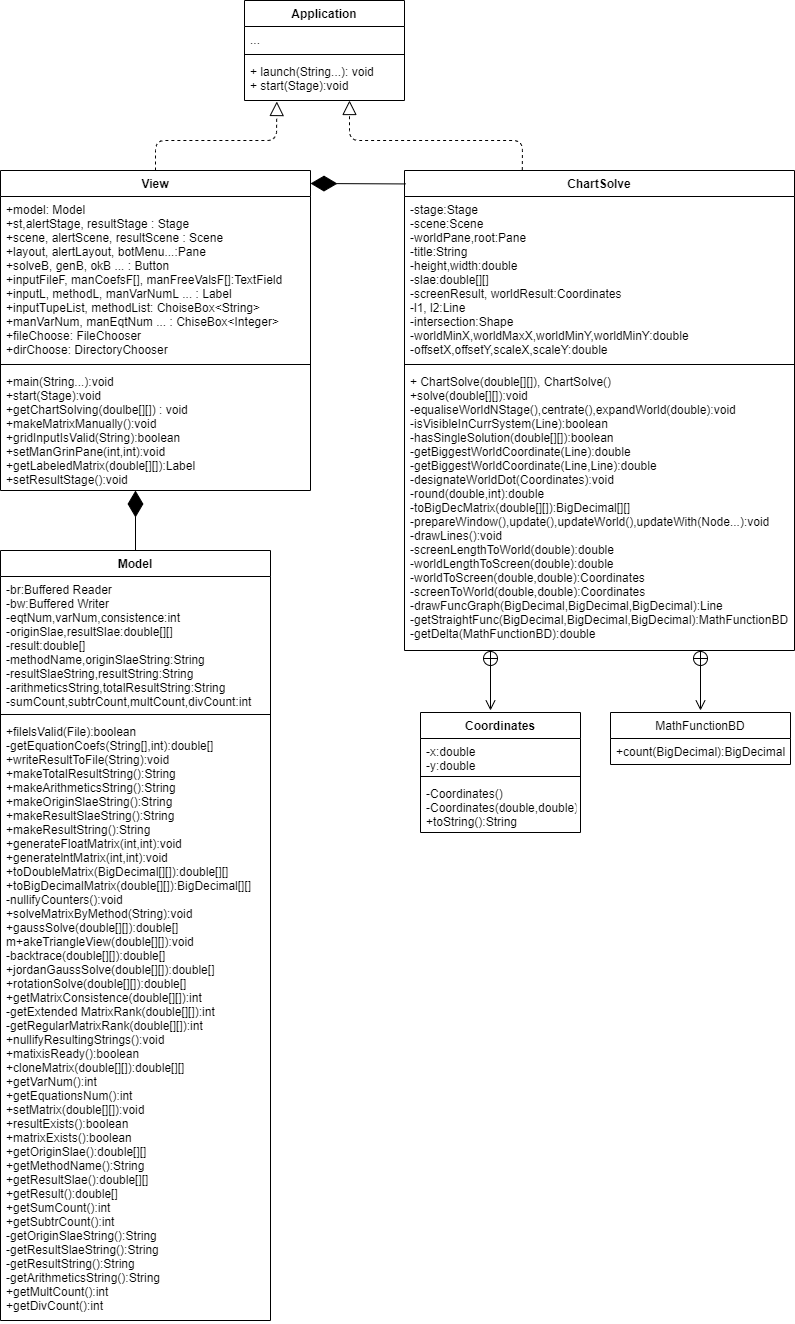 Application
...
+ launch(String...): void
+ start(Stage):void
View
+model: Model
+st,alertStage, resultStage : Stage
+scene, alertScene, resultScene : Scene
+layout, alertLayout, botMenu...:Pane
+solveB, genB, okB ... : Button
+inputFileF, manCoefsF[], manFreeValsF[]:TextField
+inputL, methodL, manVarNumL ... : Label
+inputTupeList, methodList: ChoiseBox<String>
+manVarNum, manEqtNum ... : ChiseBox<Integer>
+fileChoose: FileChooser
+dirChoose: DirectoryChooser
+main(String...):void
+start(Stage):void
+getChartSolving(doulbe[][]) : void
+makeMatrixManually():void
+gridInputIsValid(String):boolean
+setManGrinPane(int,int):void
+getLabeledMatrix(double[][]):Label
+setResultStage():void
ChartSolve
-stage:Stage
-scene:Scene
-worldPane,root:Pane
-title:String
-height,width:double
-slae:double[][]
-screenResult, worldResult:Coordinates
-l1, l2:Line
-intersection:Shape
-worldMinX,worldMaxX,worldMinY,worldMinY:double
-offsetX,offsetY,scaleX,scaleY:double
+ ChartSolve(double[][]), ChartSolve()
+solve(double[][]):void
-equaliseWorldNStage(),centrate(),expandWorld(double):void
-isVisibleInCurrSystem(Line):boolean
-hasSingleSolution(double[][]):boolean
-getBiggestWorldCoordinate(Line):double
-getBiggestWorldCoordinate(Line,Line):double
-designateWorldDot(Coordinates):void
-round(double,int):double
-toBigDecMatrix(double[][]):BigDecimal[][]
-prepareWindow(),update(),updateWorld(),updateWith(Node...):void
-drawLines():void
-screenLengthToWorld(double):double
-worldLengthToScreen(double):double
-worldToScreen(double,double):Coordinates
-screenToWorld(double,double):Coordinates
-drawFuncGraph(BigDecimal,BigDecimal,BigDecimal):Line
-getStraightFunc(BigDecimal,BigDecimal,BigDecimal):MathFunctionBD
-getDelta(MathFunctionBD):double
Model
-br:Buffered Reader
-bw:Buffered Writer
-eqtNum,varNum,consistence:int
-originSlae,resultSlae:double[][]
-result:double[]
-methodName,originSlaeString:String
-resultSlaeString,resultString:String
-arithmeticsString,totalResultString:String
-sumCount,subtrCount,multCount,divCount:int
+fileIsValid(File):boolean
-getEquationCoefs(String[],int):double[]
+writeResultToFile(String):void
+makeTotalResultString():String
+makeArithmeticsString():String
+makeOriginSlaeString():String
+makeResultSlaeString():String
+makeResultString():String
+generateFloatMatrix(int,int):void
+generateIntMatrix(int,int):void
+toDoubleMatrix(BigDecimal[][]):double[][]
+toBigDecimalMatrix(double[][]):BigDecimal[][]
-nullifyCounters():void
+solveMatrixByMethod(String):void
+gaussSolve(double[][]):double[]
m+akeTriangleView(double[][]):void
-backtrace(double[][]):double[]
+jordanGaussSolve(double[][]):double[]
+rotationSolve(double[][]):double[]
+getMatrixConsistence(double[][]):int
-getExtended MatrixRank(double[][]):int
-getRegularMatrixRank(double[][]):int
+nullifyResultingStrings():void
+matixisReady():boolean
+cloneMatrix(double[][]):double[][]
+getVarNum():int
+getEquationsNum():int
+setMatrix(double[][]):void
+resultExists():boolean
+matrixExists():boolean
+getOriginSlae():double[][]
+getMethodName():String
+getResultSlae():double[][]
+getResult():double[]
+getSumCount():int
+getSubtrCount():int
-getOriginSlaeString():String
-getResultSlaeString():String
-getResultString():String
-getArithmeticsString():String
+getMultCount():int
+getDivCount():int
Coordinates
-x:double
-y:double
-Coordinates()
-Coordinates(double,double)
+toString():String
MathFunctionBD
+count(BigDecimal):BigDecimal